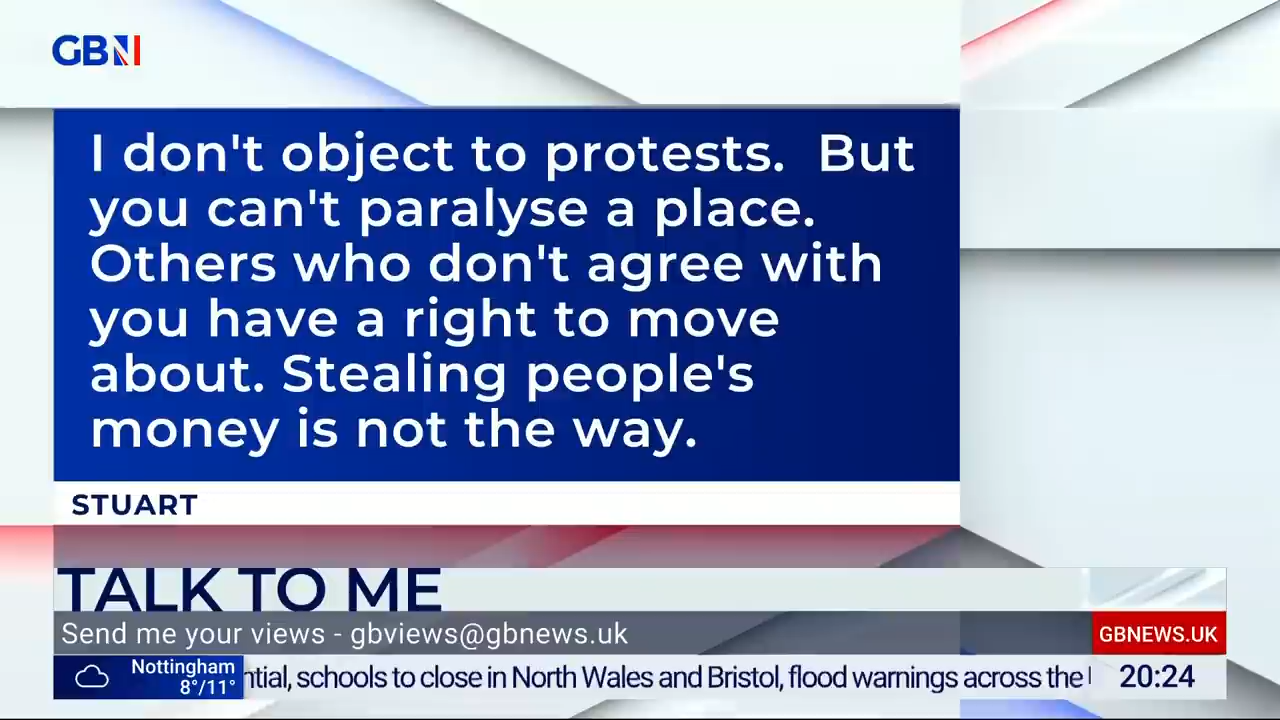 GBN
I don't object to protests. But
you can't paralyse a place.
Others who don't agree with
you have a right to move
about. Stealing people's
money is not the way.
STUART
TALK TO ME
Send me your views - gbviews@gbnews.uk
GBNEWS.UK
Nottingham
8°/11°
ntial, schools to close in North Wales and Bristol, flood warnings across the
20:24